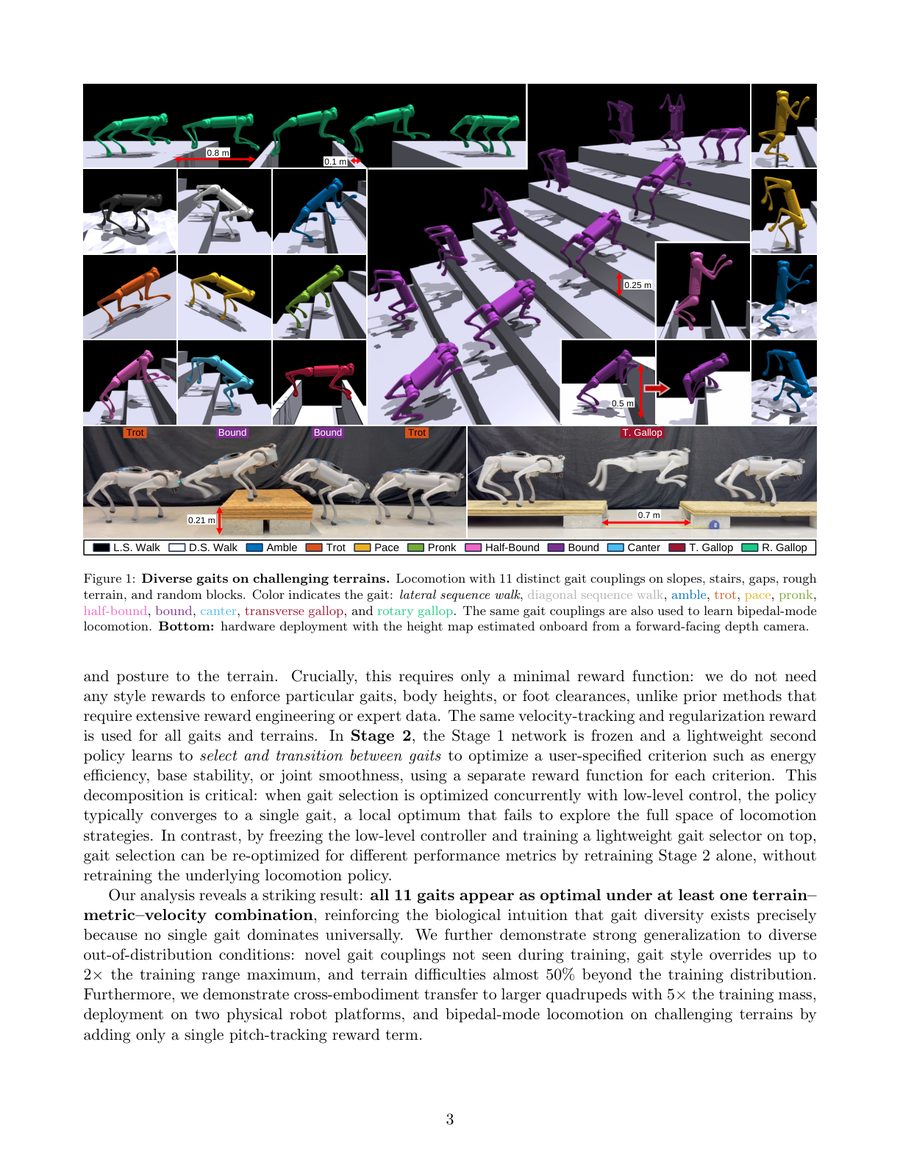 0.8 m
0.1 m
0.25 m
0.5 m
Trot
Bound
Bound
Trot
T. Gallop
0.21 m
0.7 m
L.S. Walk D.S. Walk Amble Trot Pace Pronk Half-Bound Bound Canter T. Gallop R. Gallop
Figure 1: Diverse gaits on challenging terrains. Locomotion with 11 distinct gait couplings on slopes, stairs, gaps, rough
terrain, and random blocks. Color indicates the gait: lateral sequence walk, diagonal sequence walk, amble, trot, pace, pronk,
half-bound, bound, canter, transverse gallop, and rotary gallop. The same gait couplings are also used to learn bipedal-mode
locomotion. Bottom: hardware deployment with the height map estimated onboard from a forward-facing depth camera.
and posture to the terrain. Crucially, this requires only a minimal reward function: we do not need
any style rewards to enforce particular gaits, body heights, or foot clearances, unlike prior methods that
require extensive reward engineering or expert data. The same velocity-tracking and regularization reward
is used for all gaits and terrains. In Stage 2, the Stage 1 network is frozen and a lightweight second
policy learns to select and transition between gaits to optimize a user-specified criterion such as energy
efficiency, base stability, or joint smoothness, using a separate reward function for each criterion. This
decomposition is critical: when gait selection is optimized concurrently with low-level control, the policy
typically converges to a single gait, a local optimum that fails to explore the full space of locomotion
strategies. In contrast, by freezing the low-level controller and training a lightweight gait selector on top,
gait selection can be re-optimized for different performance metrics by retraining Stage 2 alone, without
retraining the underlying locomotion policy.
Our analysis reveals a striking result: all 11 gaits appear as optimal under at least one terrain–
metric–velocity combination, reinforcing the biological intuition that gait diversity exists precisely
because no single gait dominates universally. We further demonstrate strong generalization to diverse
out-of-distribution conditions: novel gait couplings not seen during training, gait style overrides up to
2× the training range maximum, and terrain difficulties almost 50% beyond the training distribution.
Furthermore, we demonstrate cross-embodiment transfer to larger quadrupeds with 5× the training mass,
deployment on two physical robot platforms, and bipedal-mode locomotion on challenging terrains by
adding only a single pitch-tracking reward term.
3